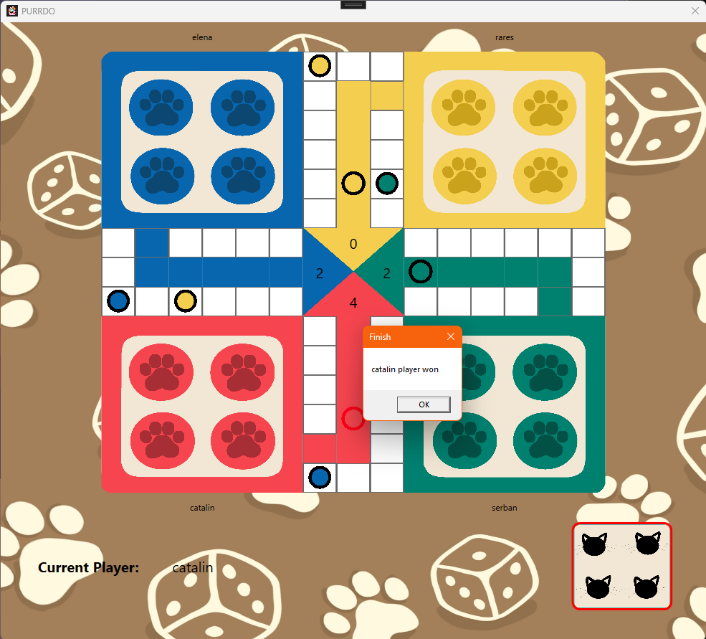 PURRDO
elena
rares
0
2
2
4
Finish
catalin player won
OK
catalin
serban
Current Player:
catalin